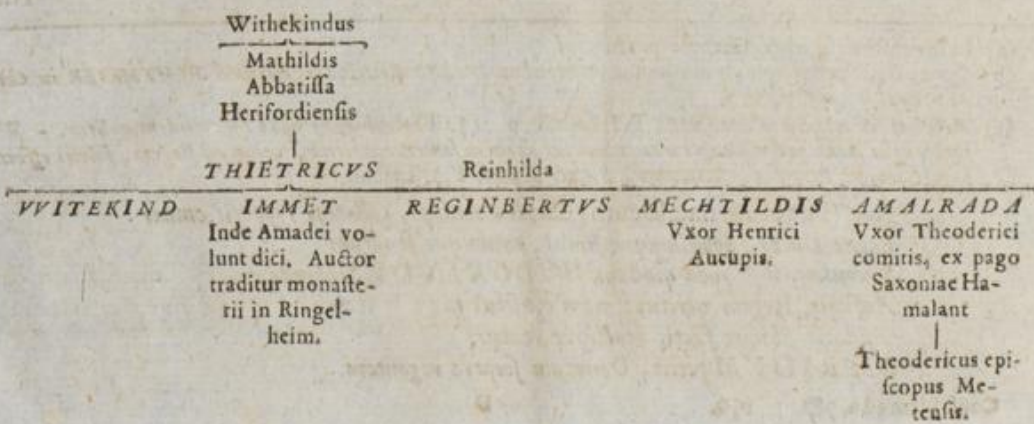 Withekindus
Mathildis
Abbatiſſa
Herifordienſis
THIETRICVS Reinhilda
VVITEKIND IMMET REGINBERTVS MECHTILDIS AMALRADA
Inde Amadei vo-
lunt dici. Auctor
traditur monaſte-
rii in Ringel-
heim.
Vxor Henrici
Aucupis.
Vxor Theoderici
comitis, ex pago
Saxoniae Ha-
malant
Theodericus epi-
ſcopus Me-
tenſis.